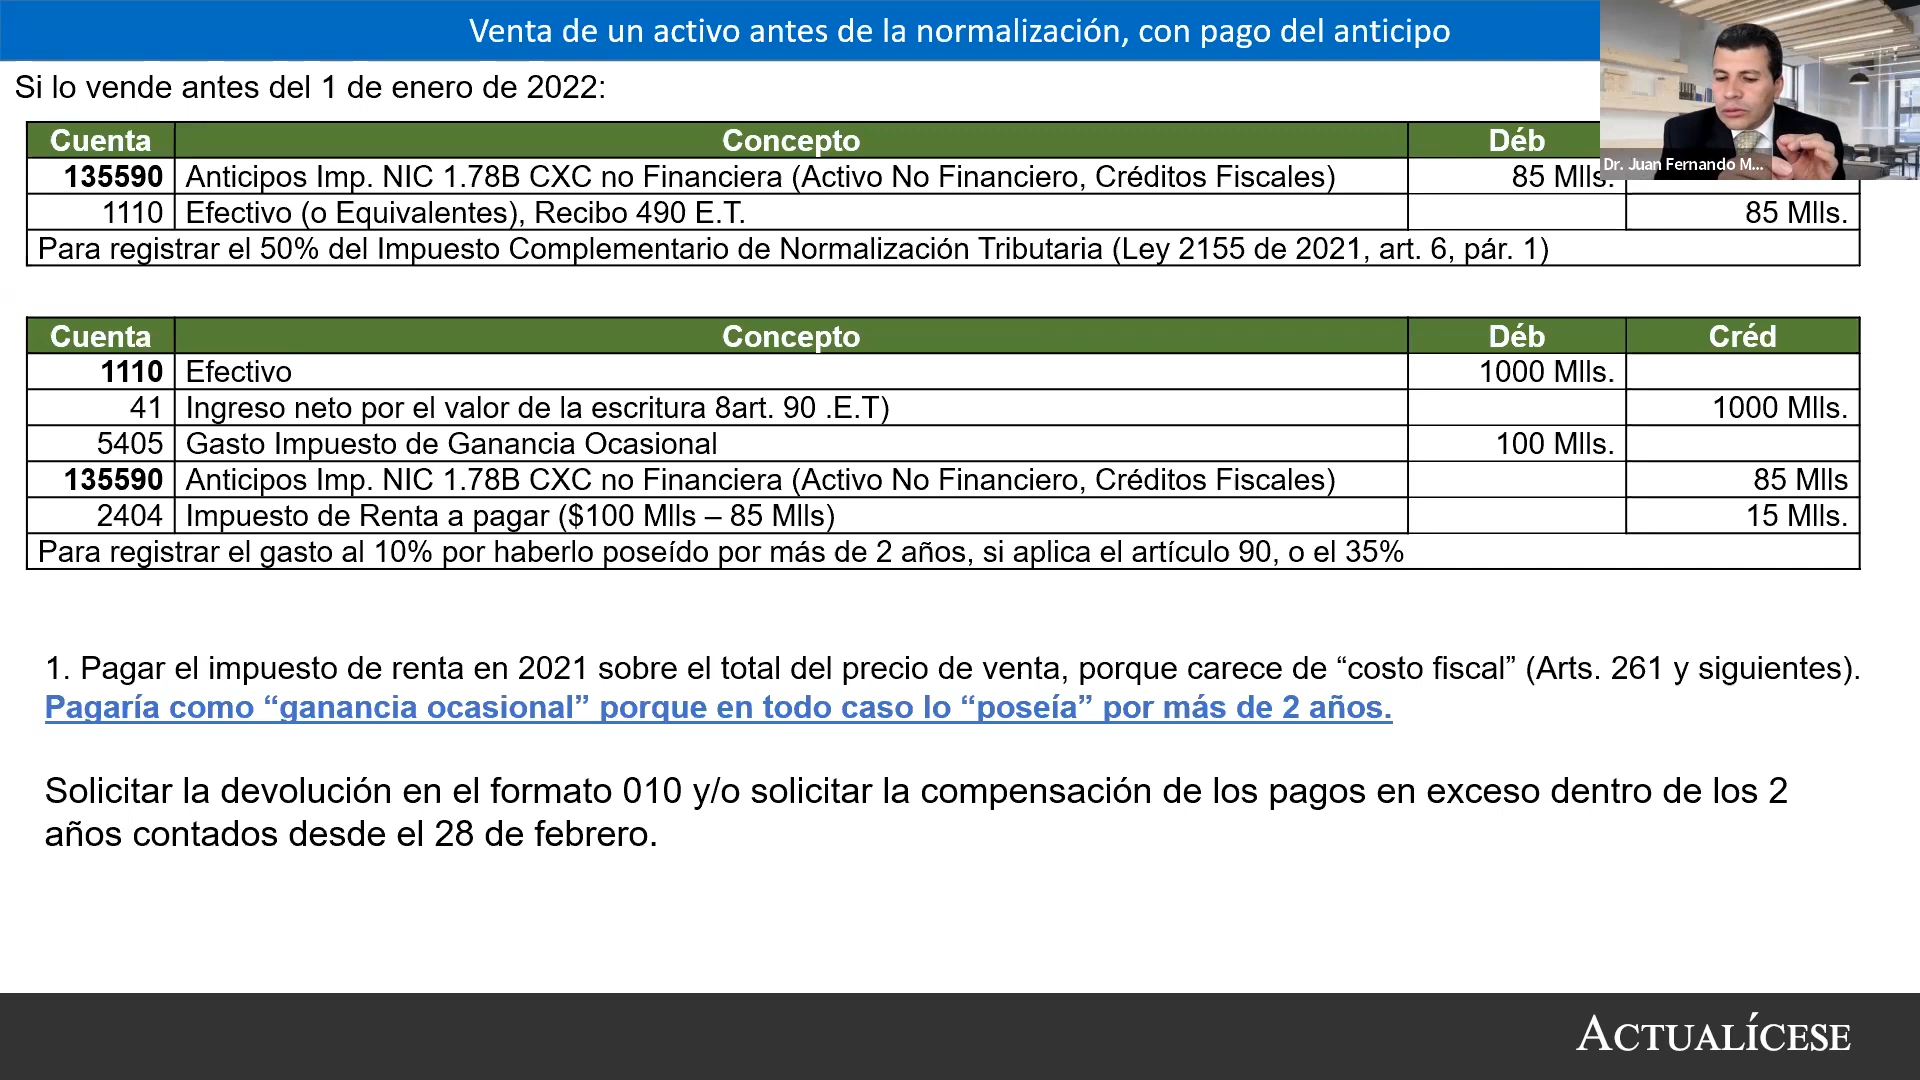 Venta de un activo antes de la normalización, con pago del anticipo
Dr. Juan Fernando M...
Si lo vende antes del 1 de enero de 2022:
Cuenta Concepto Déb
135590 Anticipos Imp. NIC 1.78B CXC no Financiera (Activo No Financiero, Créditos Fiscales) 85 Mlls.
1110 Efectivo (o Equivalentes), Recibo 490 E.T. 85 Mlls.
Para registrar el 50% del Impuesto Complementario de Normalización Tributaria (Ley 2155 de 2021, art. 6, pár. 1)
Cuenta Concepto Déb Créd
1110 Efectivo 1000 Mlls.
41 Ingreso neto por el valor de la escritura 8art. 90 .E.T) 1000 Mlls.
5405 Gasto Impuesto de Ganancia Ocasional 100 Mlls.
135590 Anticipos Imp. NIC 1.78B CXC no Financiera (Activo No Financiero, Créditos Fiscales) 85 Mlls
2404 Impuesto de Renta a pagar ($100 Mlls – 85 Mlls) 15 Mlls.
Para registrar el gasto al 10% por haberlo poseído por más de 2 años, si aplica el artículo 90, o el 35%
1. Pagar el impuesto de renta en 2021 sobre el total del precio de venta, porque carece de “costo fiscal” (Arts. 261 y siguientes).
Pagaría como “ganancia ocasional” porque en todo caso lo “poseía” por más de 2 años.
Solicitar la devolución en el formato 010 y/o solicitar la compensación de los pagos en exceso dentro de los 2
años contados desde el 28 de febrero.
ACTUALÍCESE